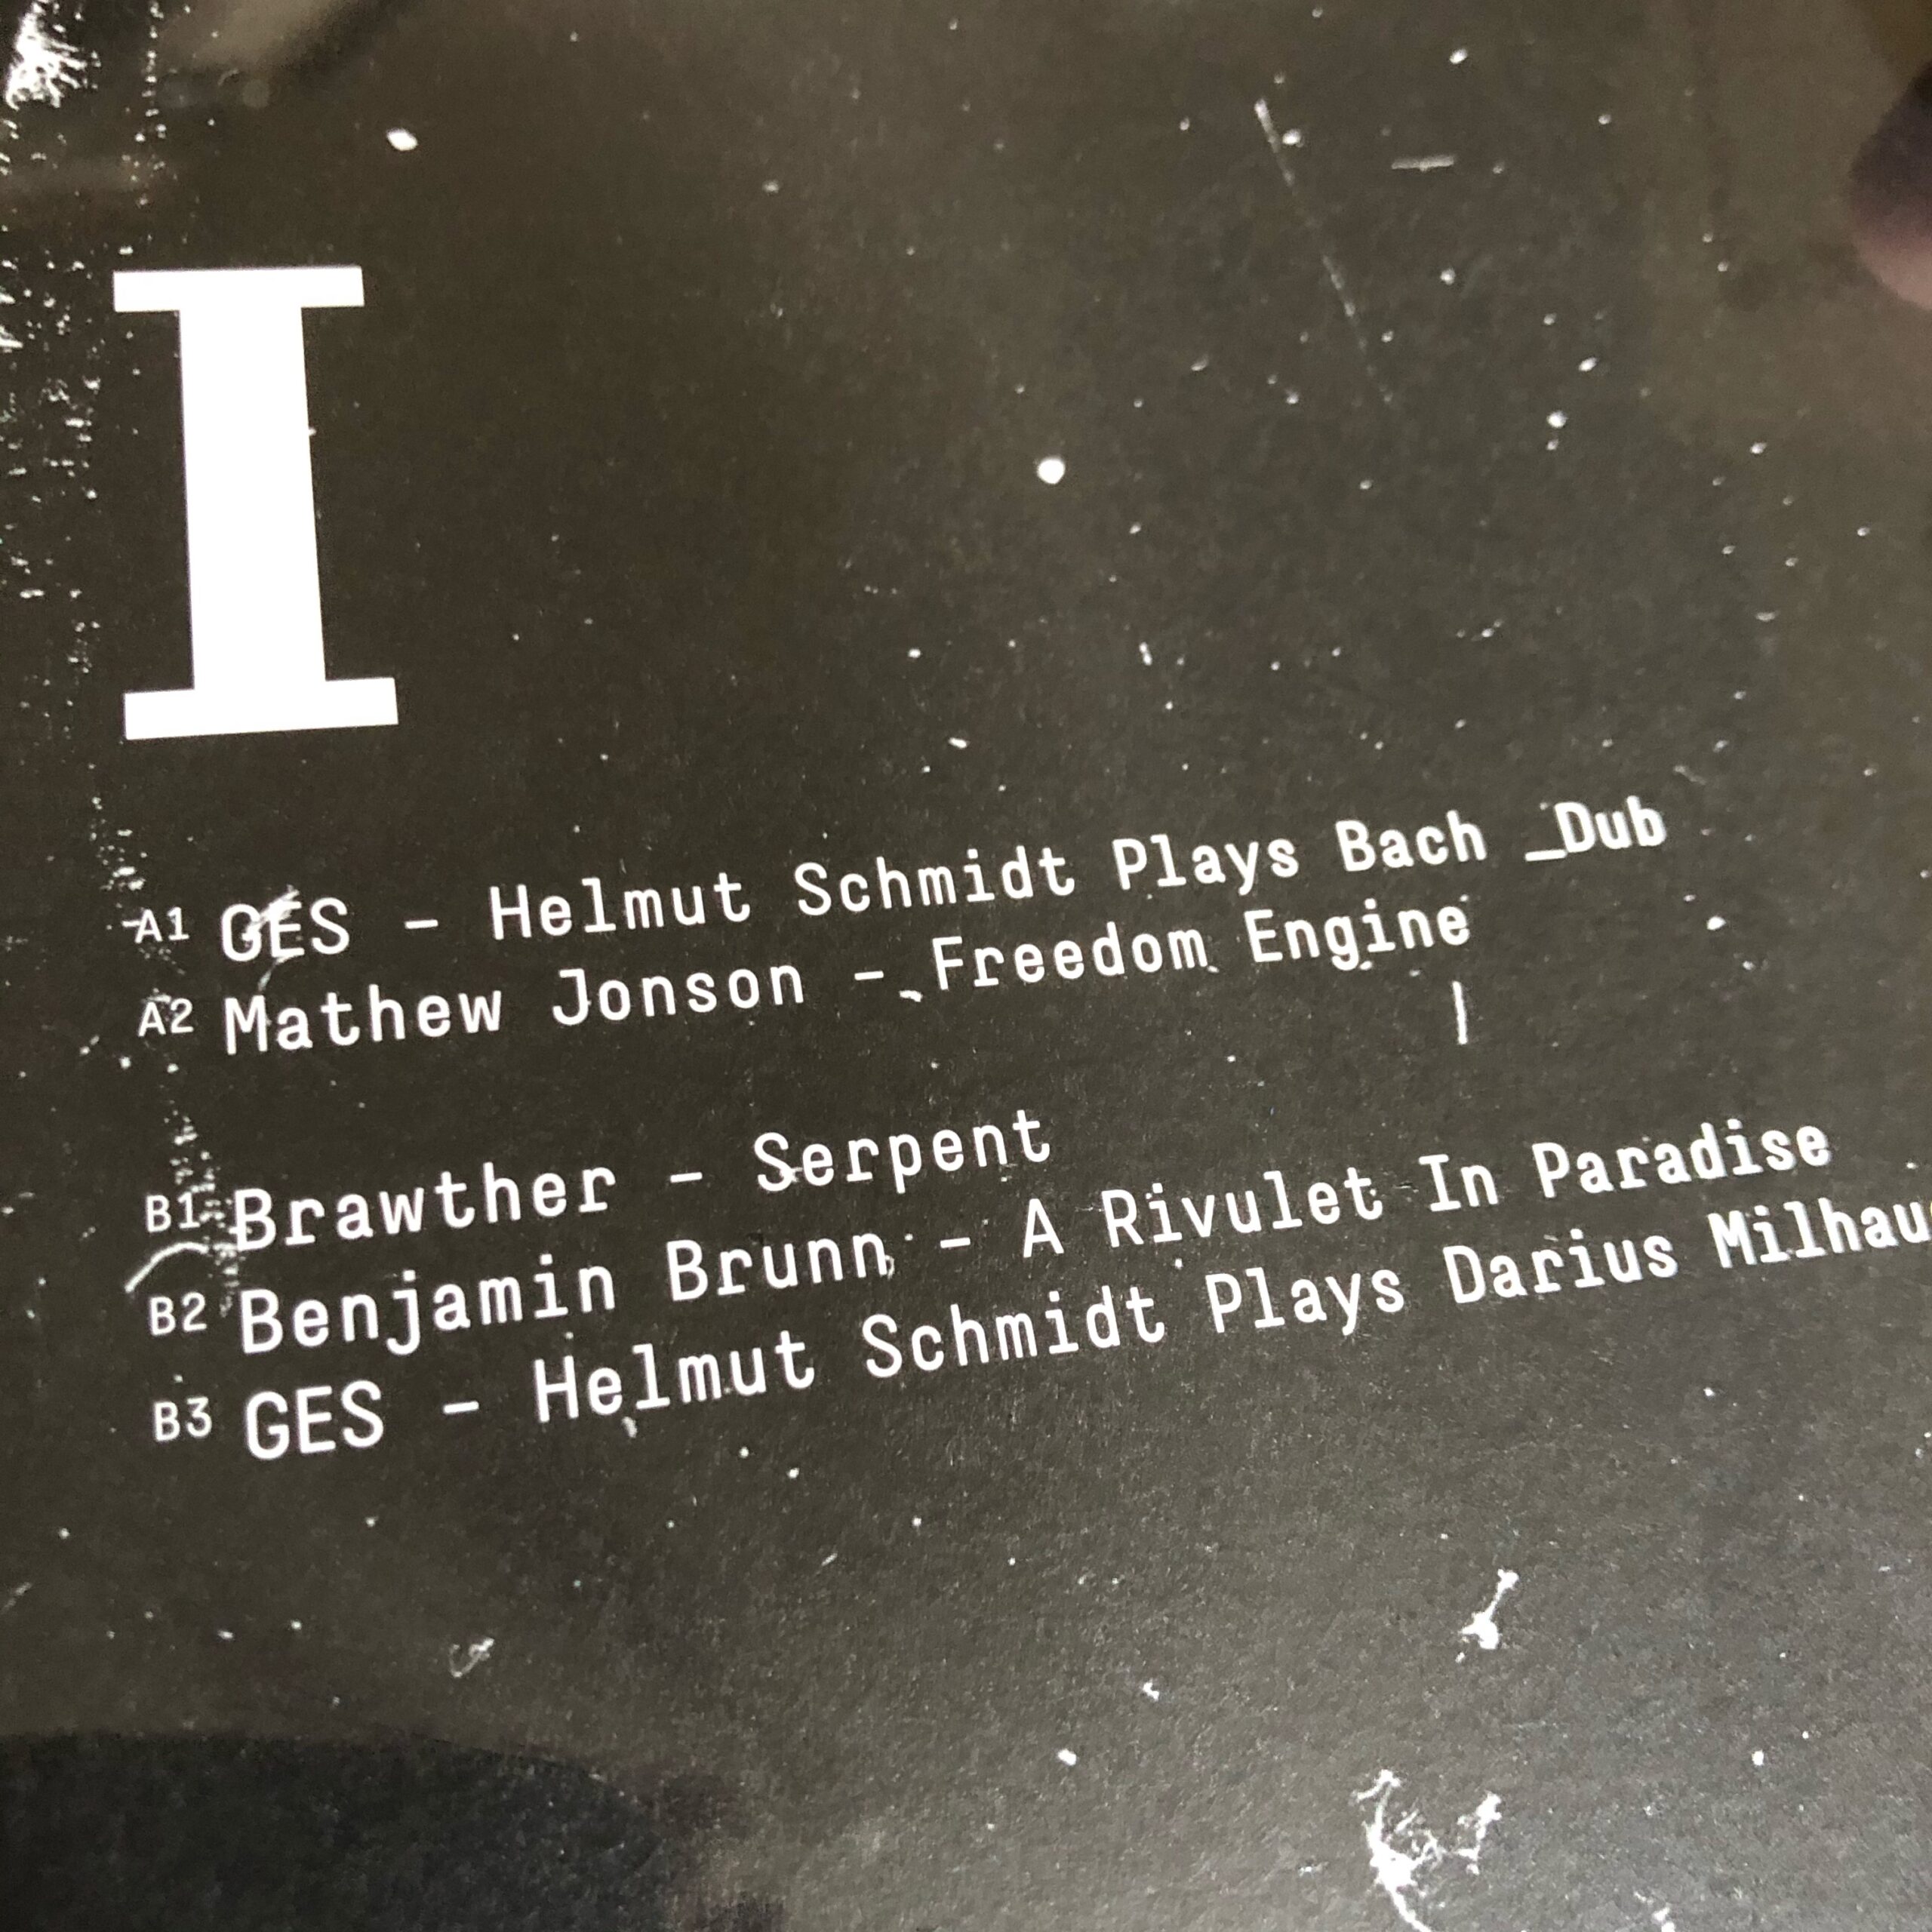 I
A1 GES - Helmut Schmidt Plays Bach _Dub
A2 Mathew Jonson - Freedom Engine
B1 Brawther - Serpent
B2 Benjamin Brunn - A Rivulet In Paradise
B3 GES - Helmut Schmidt Plays Darius Milhau